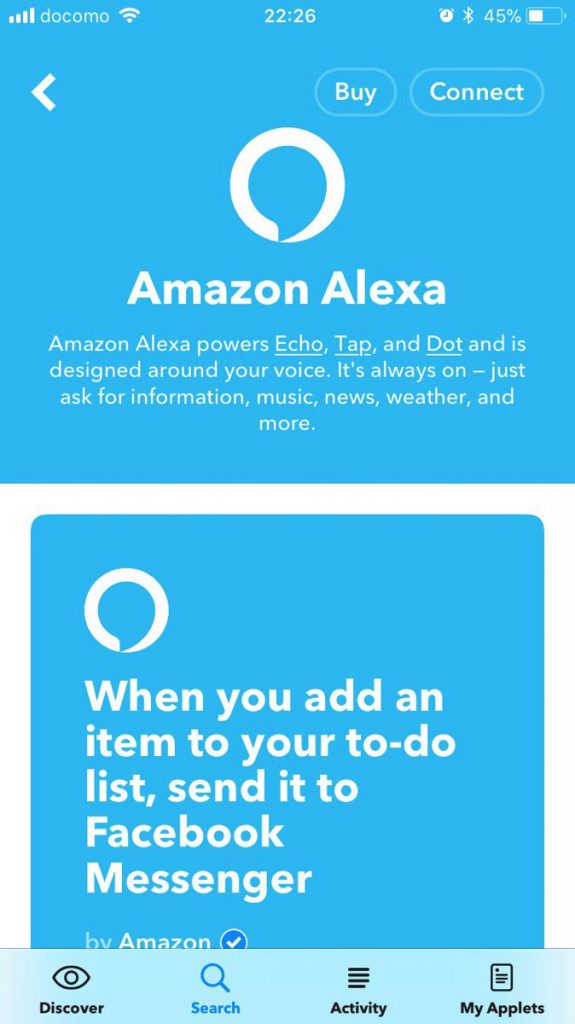 docomo 22:26 45%
Buy Connect
Amazon Alexa
Amazon Alexa powers Echo, Tap, and Dot and is
designed around your voice. It's always on – just
ask for information, music, news, weather, and
more.
When you add an
item to your to-do
list, send it to
Facebook
Messenger
by Amazon
Discover Search Activity My Applets